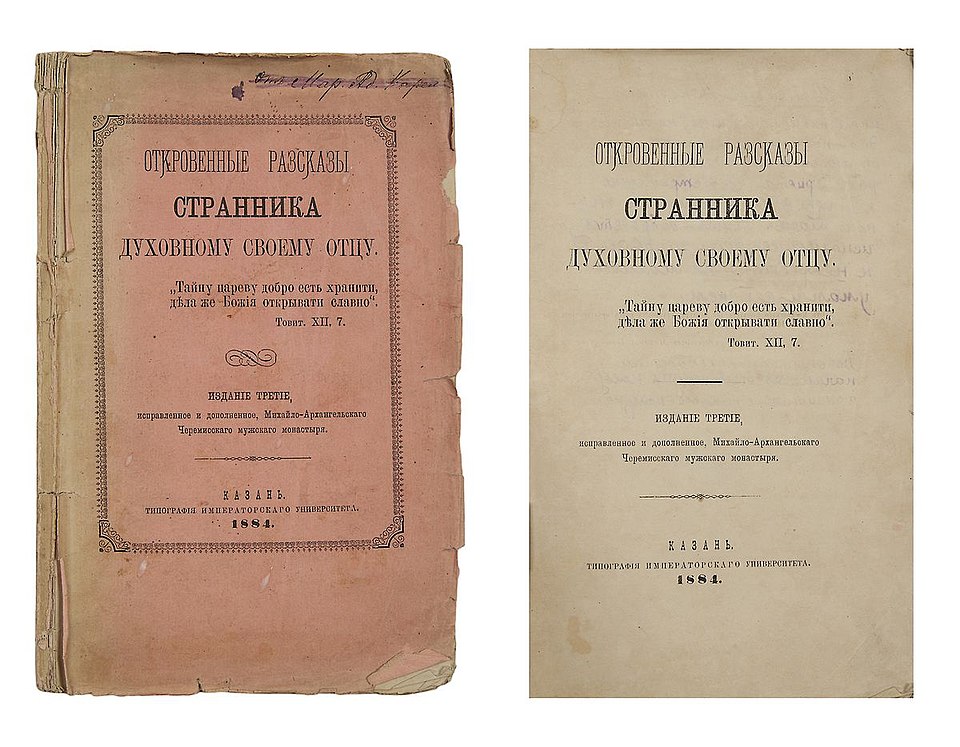 ОТКРОВЕННЫЕ РАЗСКАЗЫ
СТРАННИКА
ДУХОВНОМУ СВОЕМУ ОТЦУ.
„Тайну цареву добро есть хранити,
дѣла же Божія открывати славно“.
Товит. XII, 7.
ИЗДАНІЕ ТРЕТІЕ,
исправленное и дополненное, Михайло-Архангельскаго
Черемисскаго мужскаго монастыря.
КАЗАНЬ.
ТИПОГРАФІЯ ИМПЕРАТОРСКАГО УНИВЕРСИТЕТА.
1884.
ОТКРОВЕННЫЕ РАЗСКАЗЫ
СТРАННИКА
ДУХОВНОМУ СВОЕМУ ОТЦУ.
„Тайну цареву добро есть хранити,
дѣла же Божія открывати славно“.
Товит. XII, 7.
ИЗДАНІЕ ТРЕТІЕ,
исправленное и дополненное, Михайло-Архангельскаго
Черемисскаго мужскаго монастыря.
КАЗАНЬ.
ТИПОГРАФІЯ ИМПЕРАТОРСКАГО УНИВЕРСИТЕТА.
1884.